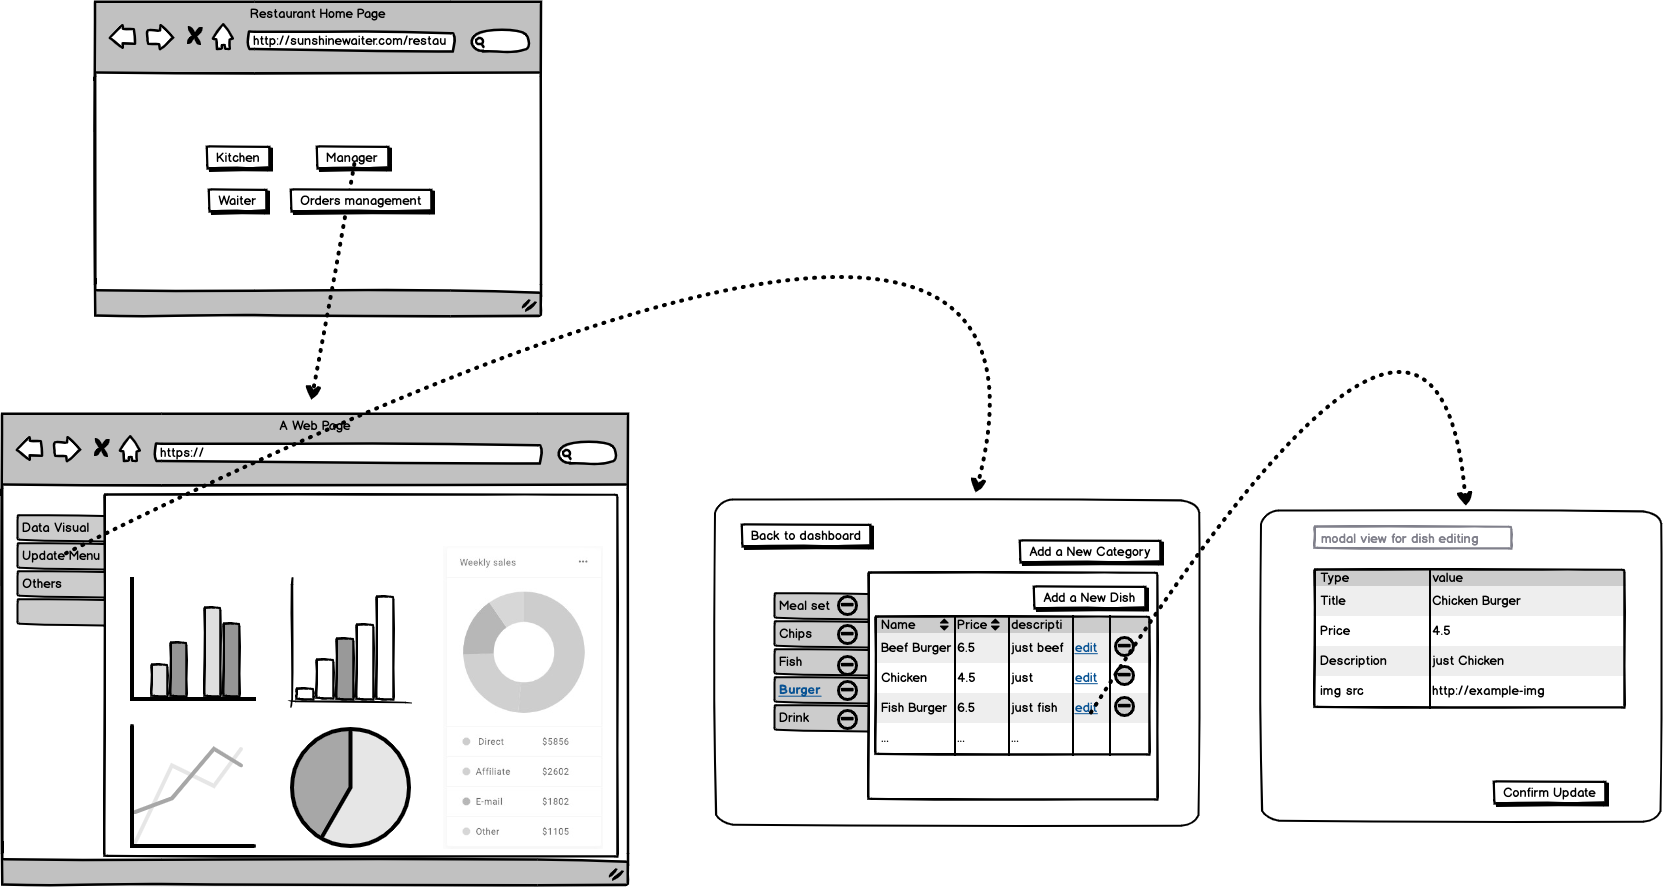 Restaurant Home Page
http://sunshinewaiter.com/restau
Kitchen
Manager
Waiter
Orders management
A Web Page
https://
Data Visual
Update Menu
Others
Weekly sales
Direct $5856
Affiliate $2602
E-mail $1802
Other $1105
Back to dashboard
Add a New Category
Add a New Dish
Meal set
Chips
Fish
Burger
Drink
Name Price descripti
Beef Burger 6.5 just beef edit
Chicken 4.5 just edit
Fish Burger 6.5 just fish edit
... ... ...
modal view for dish editing
Type value
Title Chicken Burger
Price 4.5
Description just Chicken
img src http://example-img
Confirm Update